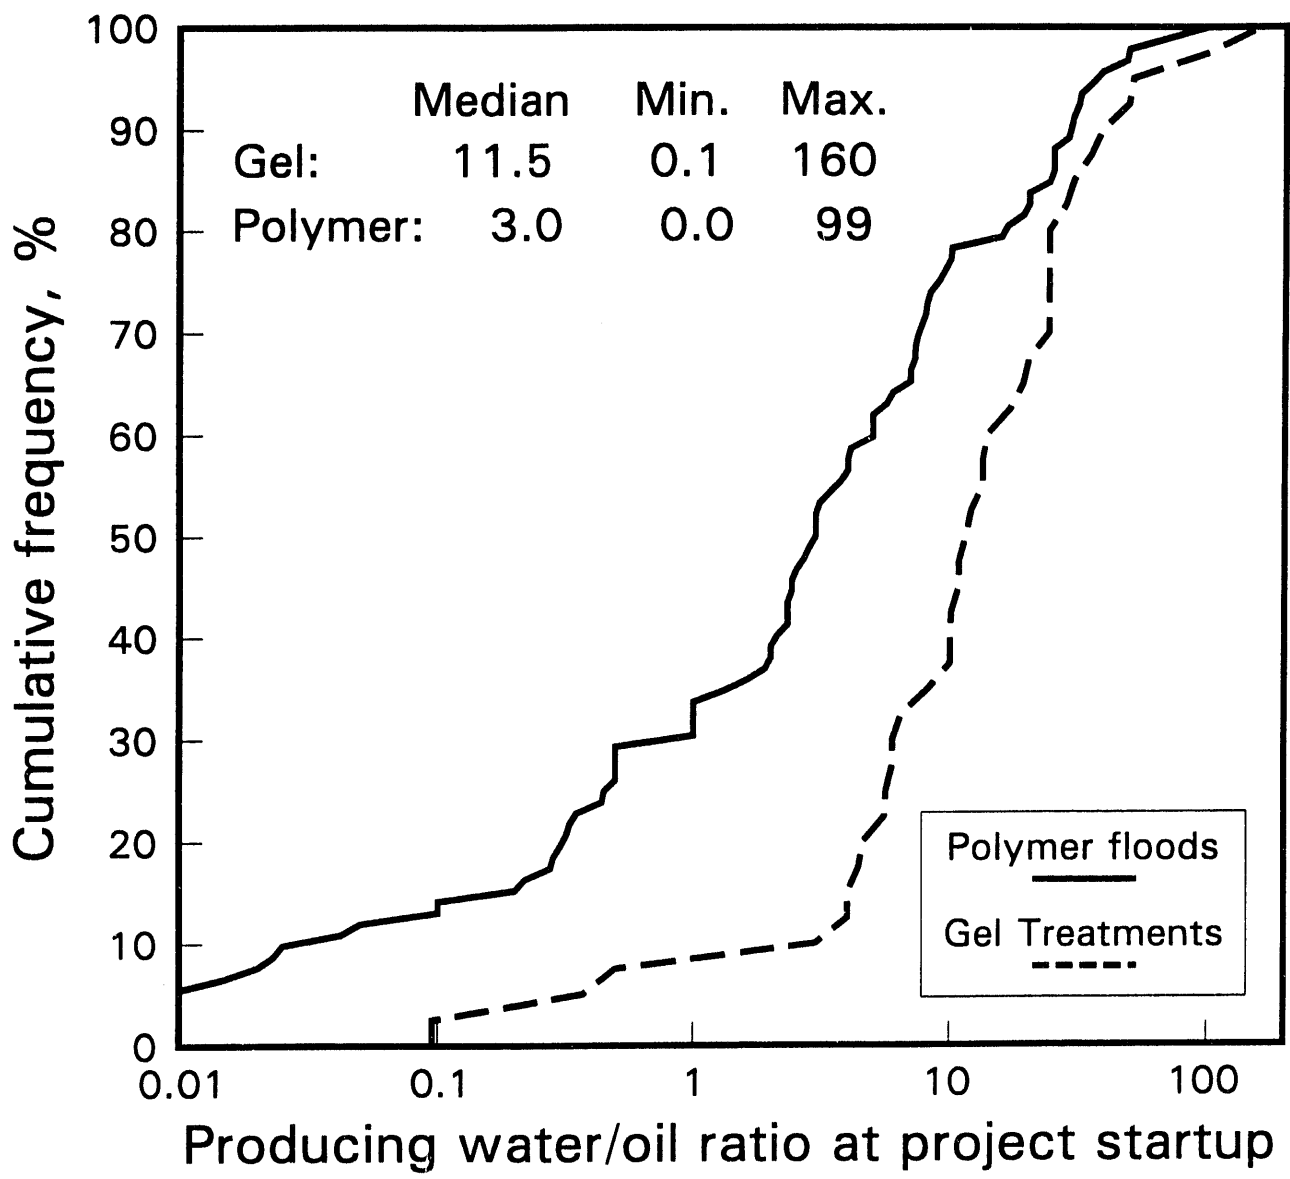 100
90
80
70
60
50
40
30
20
10
0
Cumulative frequency, %
Median Min. Max.
Gel: 11.5 0.1 160
Polymer: 3.0 0.0 99
Polymer floods
Gel Treatments
0.01 0.1 1 10 100
Producing water/oil ratio at project startup